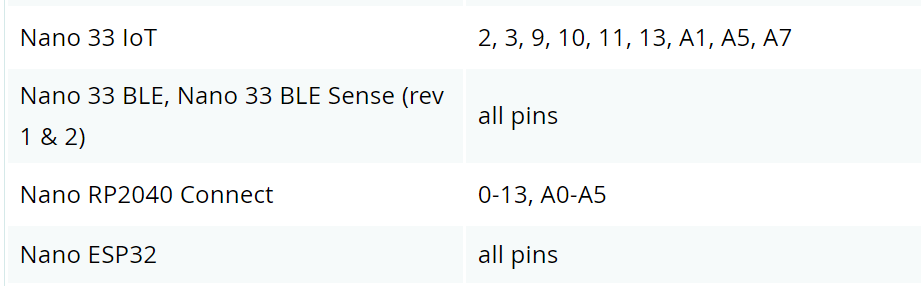 Nano 33 IoT 2, 3, 9, 10, 11, 13, A1, A5, A7
Nano 33 BLE, Nano 33 BLE Sense (rev
1 & 2) all pins
Nano RP2040 Connect 0-13, A0-A5
Nano ESP32 all pins